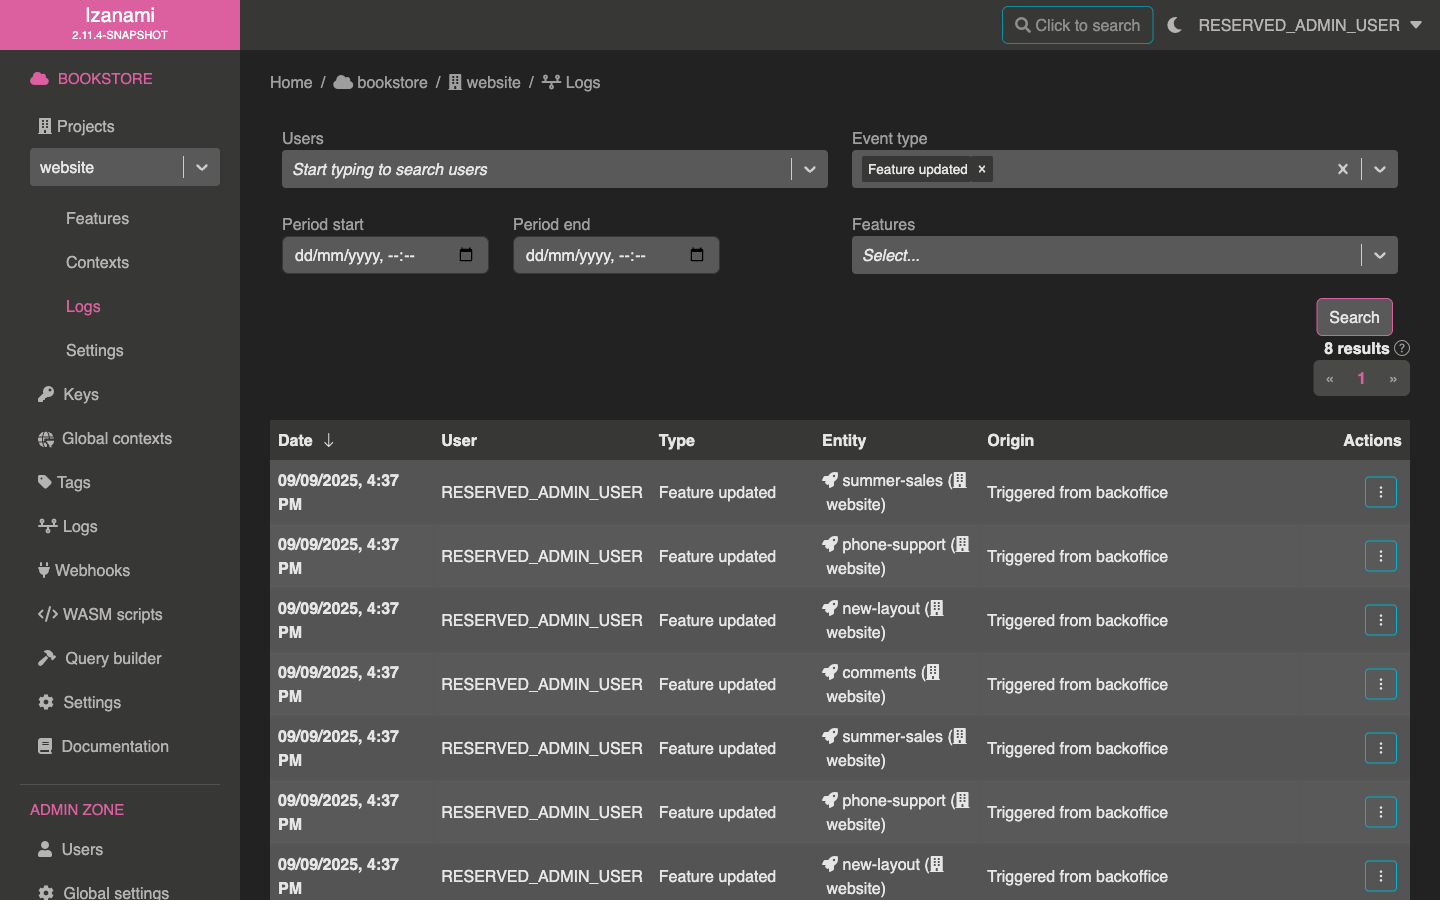 Izanami
2.11.4-SNAPSHOT
Click to search
RESERVED_ADMIN_USER
BOOKSTORE
Projects
website
Features
Contexts
Logs
Settings
Keys
Global contexts
Tags
Logs
Webhooks
WASM scripts
Query builder
Settings
Documentation
ADMIN ZONE
Users
Global settings
Home / bookstore / website / Logs
Users
Start typing to search users
Event type
Feature updated ×
Period start
dd/mm/yyyy, --:--
Period end
dd/mm/yyyy, --:--
Features
Select...
Search
8 results ?
« 1 »
Date ↓ User Type Entity Origin Actions
09/09/2025, 4:37 PM RESERVED_ADMIN_USER Feature updated summer-sales ( website) Triggered from backoffice
09/09/2025, 4:37 PM RESERVED_ADMIN_USER Feature updated phone-support ( website) Triggered from backoffice
09/09/2025, 4:37 PM RESERVED_ADMIN_USER Feature updated new-layout ( website) Triggered from backoffice
09/09/2025, 4:37 PM RESERVED_ADMIN_USER Feature updated comments ( website) Triggered from backoffice
09/09/2025, 4:37 PM RESERVED_ADMIN_USER Feature updated summer-sales ( website) Triggered from backoffice
09/09/2025, 4:37 PM RESERVED_ADMIN_USER Feature updated phone-support ( website) Triggered from backoffice
09/09/2025, 4:37 PM RESERVED_ADMIN_USER Feature updated new-layout ( website) Triggered from backoffice